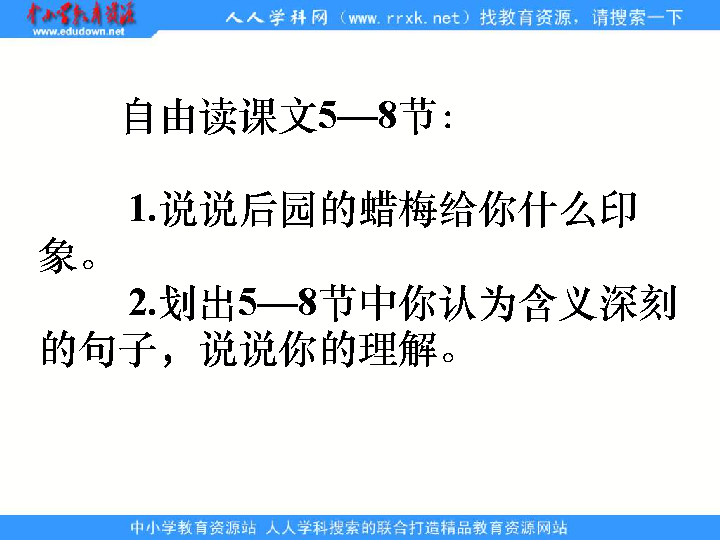 中小学教育资源
www.edudown.net
人人学科网（www.rrxk.net）找教育资源，请搜索一下
自由读课文5—8节：
1.说说后园的蜡梅给你什么印
象。
2.划出5—8节中你认为含义深刻
的句子，说说你的理解。
中小学教育资源站 人人学科搜索的联合打造精品教育资源网站